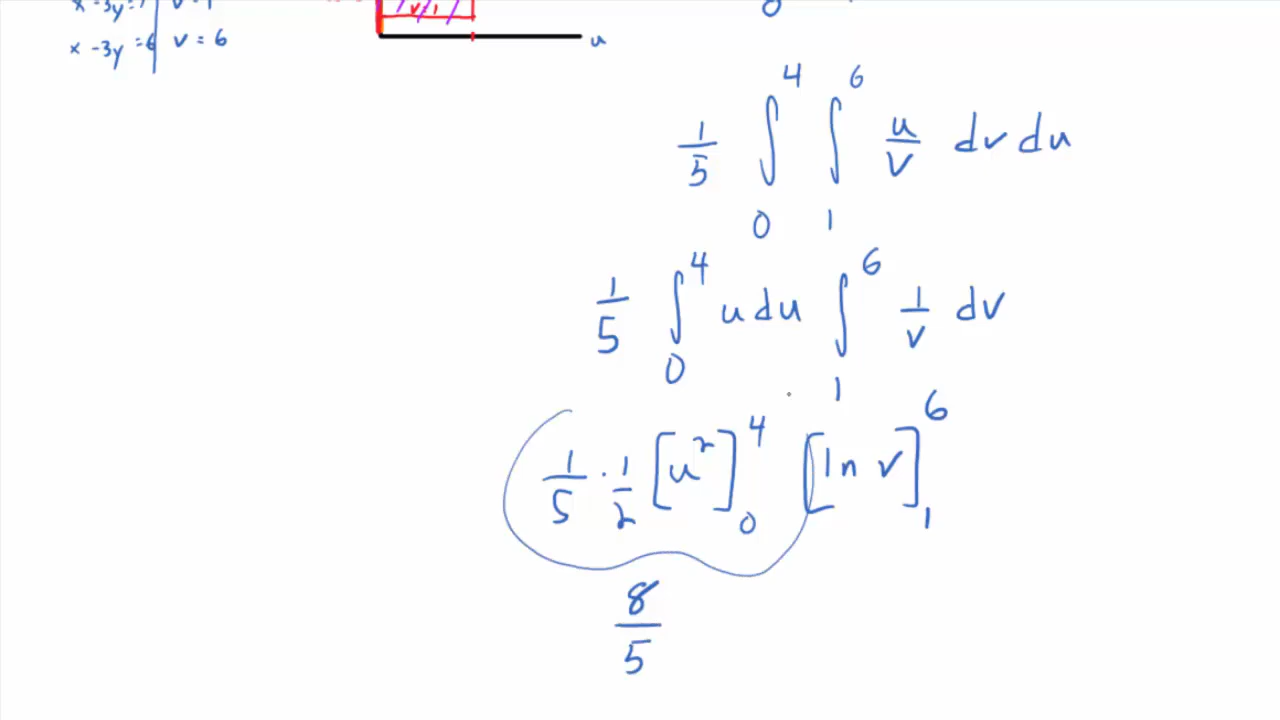 x - 3y = 6 | v = 6
u
1/5 ∫₀⁴ ∫₁⁶ u/v dv du
1/5 ∫₀⁴ u du ∫₁⁶ 1/v dv
1/5 · 1/2 [u²]₀⁴ [ln v]₁⁶
8/5